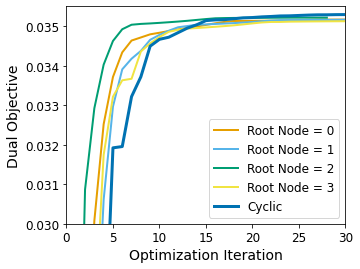 Dual Objective
0.035
0.034
0.033
0.032
0.031
0.030
Root Node = 0
Root Node = 1
Root Node = 2
Root Node = 3
Cyclic
0 5 10 15 20 25 30
Optimization Iteration